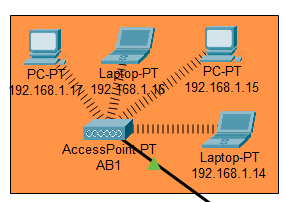 PC-PT
192.168.1.17
Laptop-PT
192.168.1.16
PC-PT
192.168.1.15
AccessPoint-PT
AB1
Laptop-PT
192.168.1.14